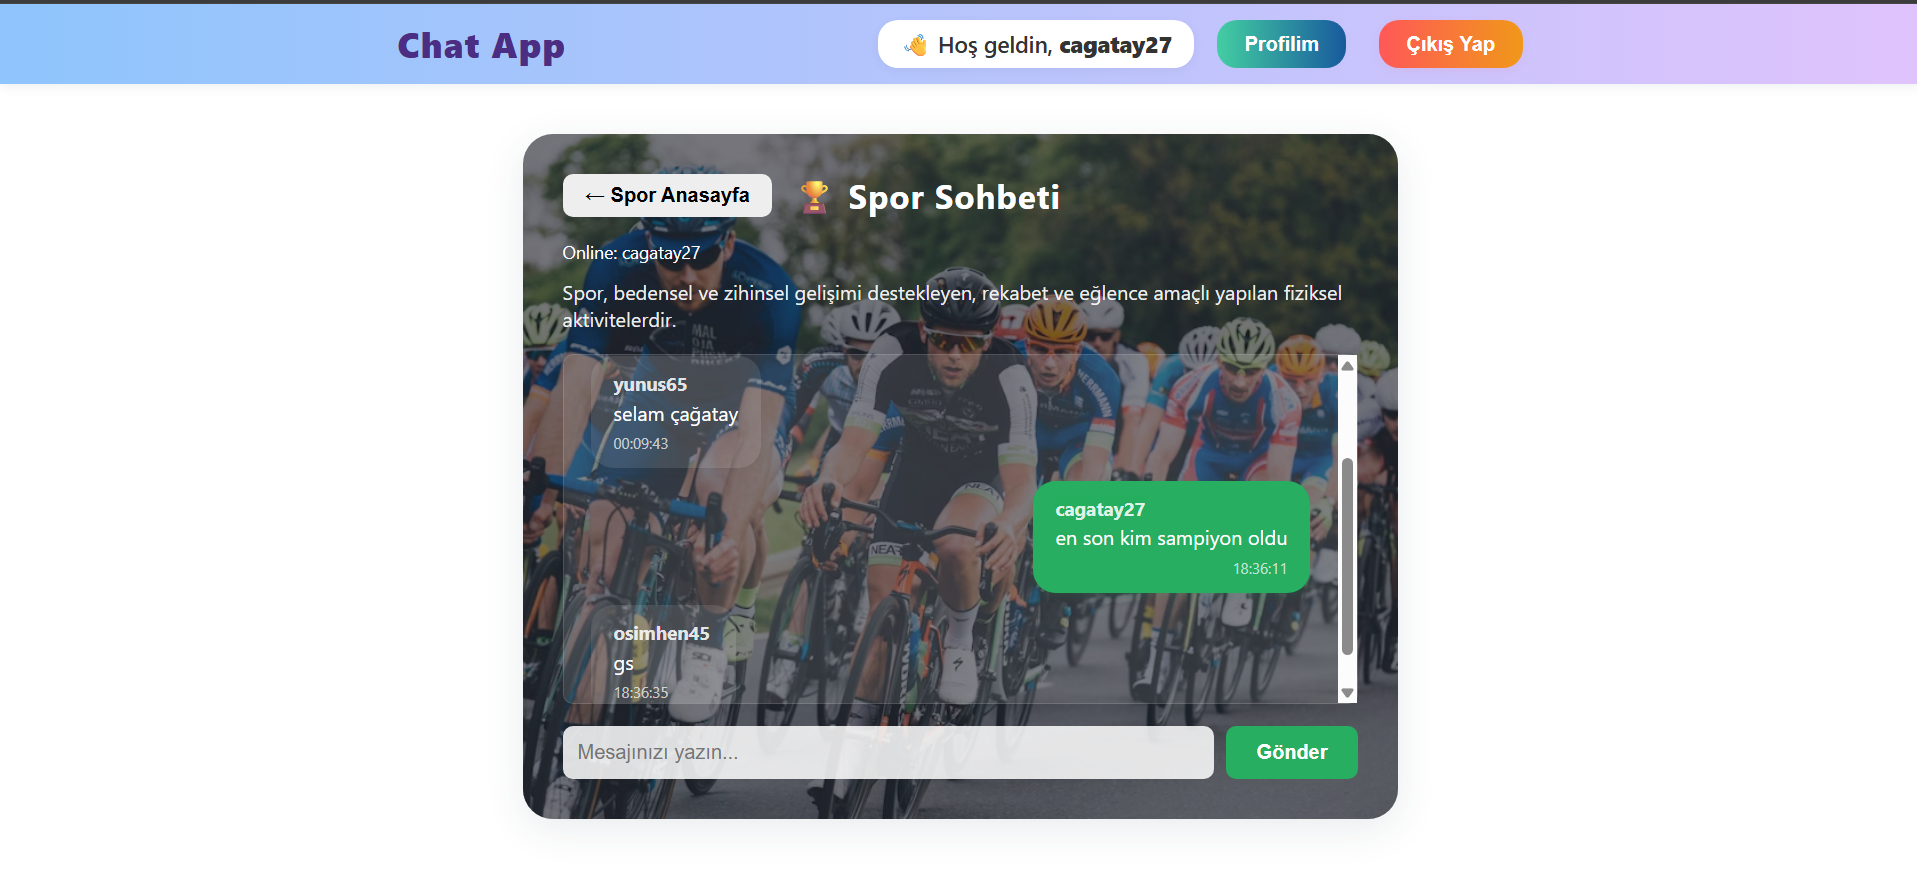 Chat App
👋 Hoş geldin, cagatay27
Profilim
Çıkış Yap
← Spor Anasayfa
🏆 Spor Sohbeti
Online: cagatay27
Spor, bedensel ve zihinsel gelişimi destekleyen, rekabet ve eğlence amaçlı yapılan fiziksel
aktivitelerdir.
yunus65
selam çağatay
00:09:43
cagatay27
en son kim sampiyon oldu
18:36:11
osimhen45
gs
18:36:35
Mesajınızı yazın...
Gönder